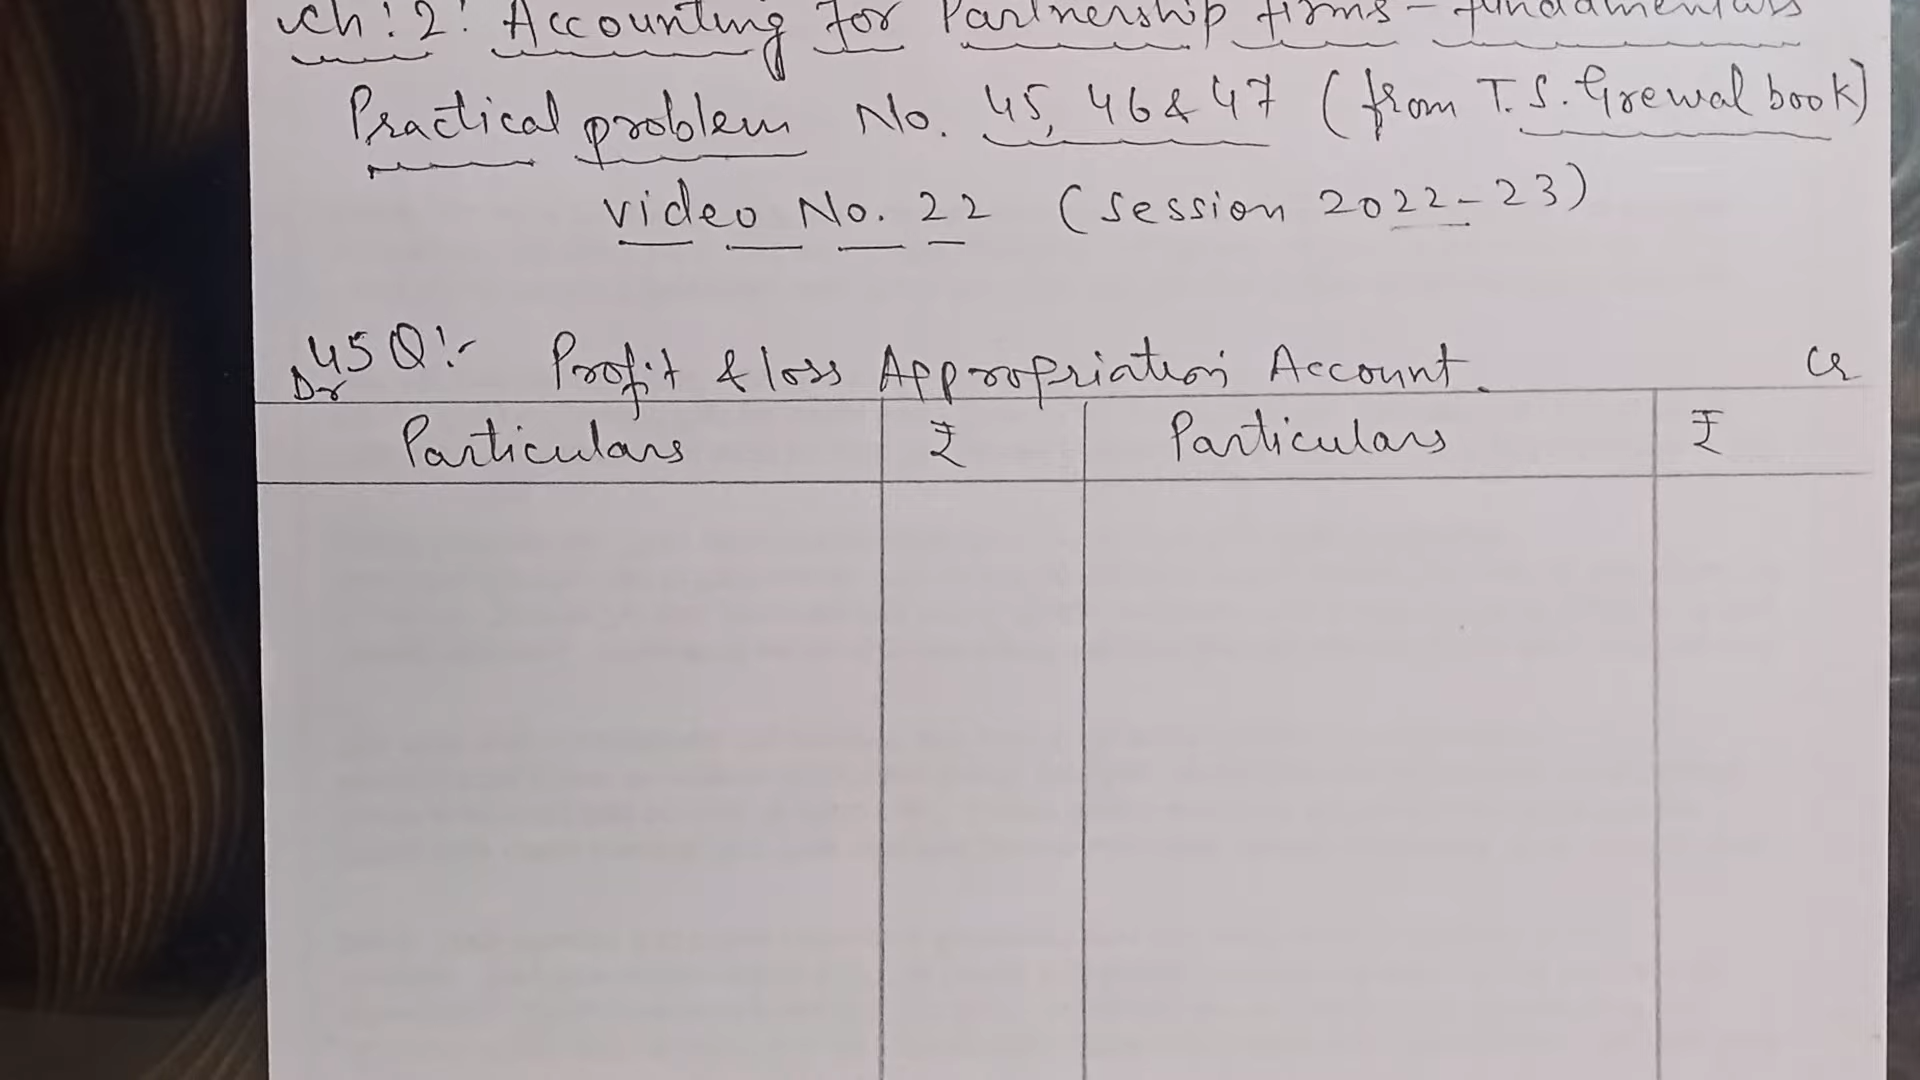 Ch: 2: Accounting for Partnership firms - fundamentals
Practical problem No. 45, 46 & 47 (from T.S. Grewal book)
video No. 22 (session 2022-23)
45 Q:- Profit & loss Appropriation Account.
Dr Cr
Particulars ₹ Particulars ₹